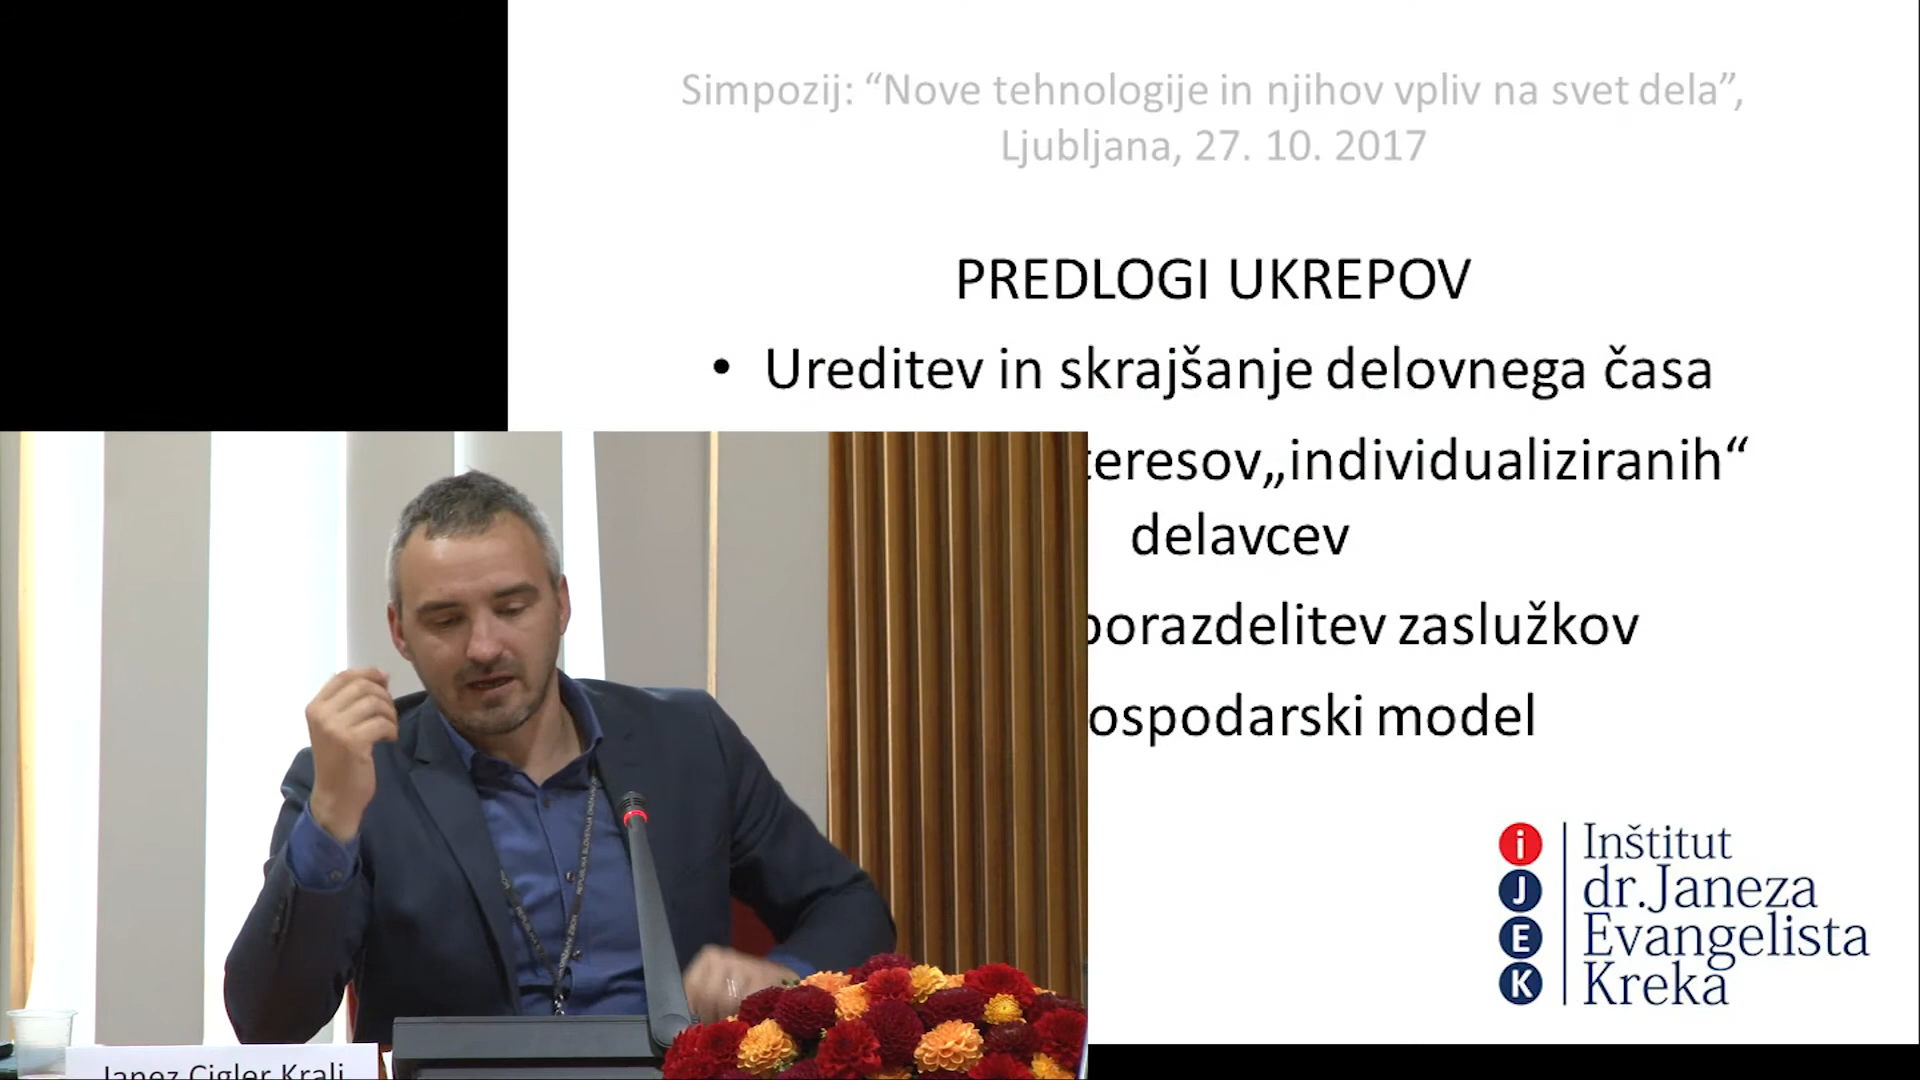 Simpozij: “Nove tehnologije in njihov vpliv na svet dela”,
Ljubljana, 27. 10. 2017
PREDLOGI UKREPOV
• Ureditev in skrajšanje delovnega časa
teresov„individualiziranih“
delavcev
porazdelitev zaslužkov
ospodarski model
i
J
E
K
Inštitut
dr. Janeza
Evangelista
Kreka
Janez Cigler Kralj